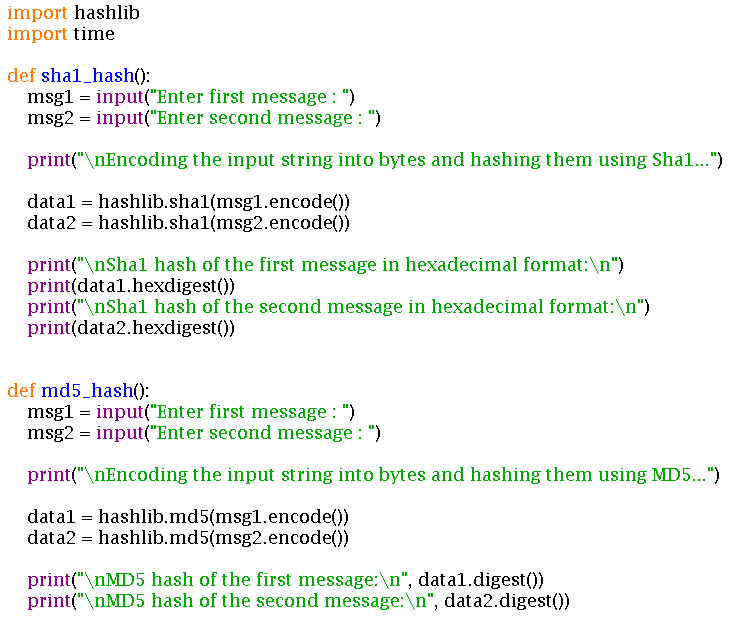 import hashlib
import time
def sha1_hash():
msg1 = input("Enter first message : ")
msg2 = input("Enter second message : ")
print("\nEncoding the input string into bytes and hashing them using Sha1...")
data1 = hashlib.sha1(msg1.encode())
data2 = hashlib.sha1(msg2.encode())
print("\nSha1 hash of the first message in hexadecimal format:\n")
print(data1.hexdigest())
print("\nSha1 hash of the second message in hexadecimal format:\n")
print(data2.hexdigest())
def md5_hash():
msg1 = input("Enter first message : ")
msg2 = input("Enter second message : ")
print("\nEncoding the input string into bytes and hashing them using MD5...")
data1 = hashlib.md5(msg1.encode())
data2 = hashlib.md5(msg2.encode())
print("\nMD5 hash of the first message:\n", data1.digest())
print("\nMD5 hash of the second message:\n", data2.digest())